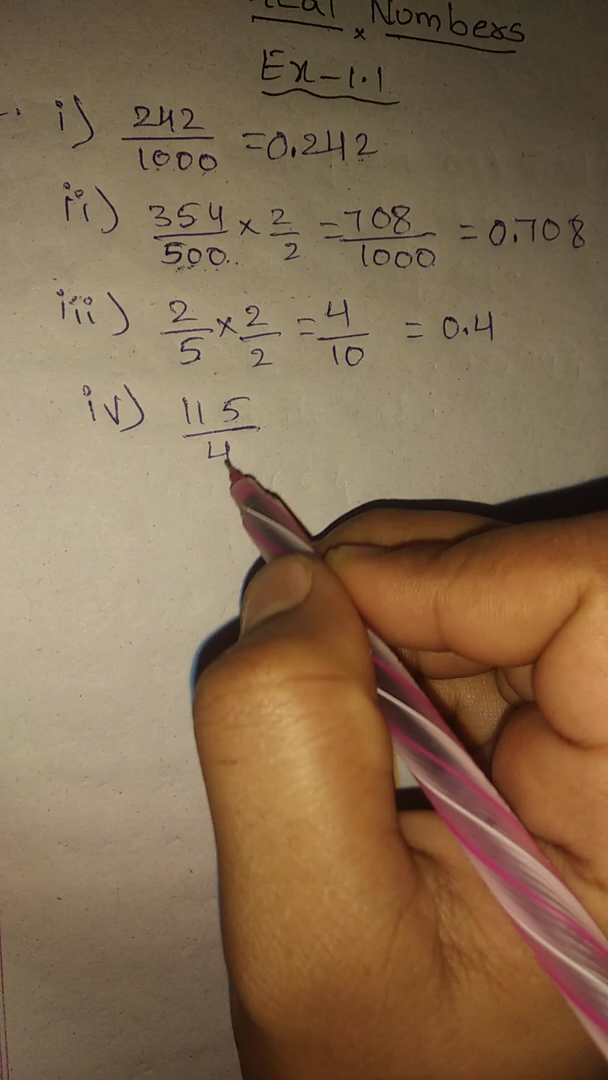 Numbers
Ex-1.1
i) 242/1000 = 0.242
ii) 354/500 × 2/2 = 708/1000 = 0.708
iii) 2/5 × 2/2 = 4/10 = 0.4
iv) 115/4